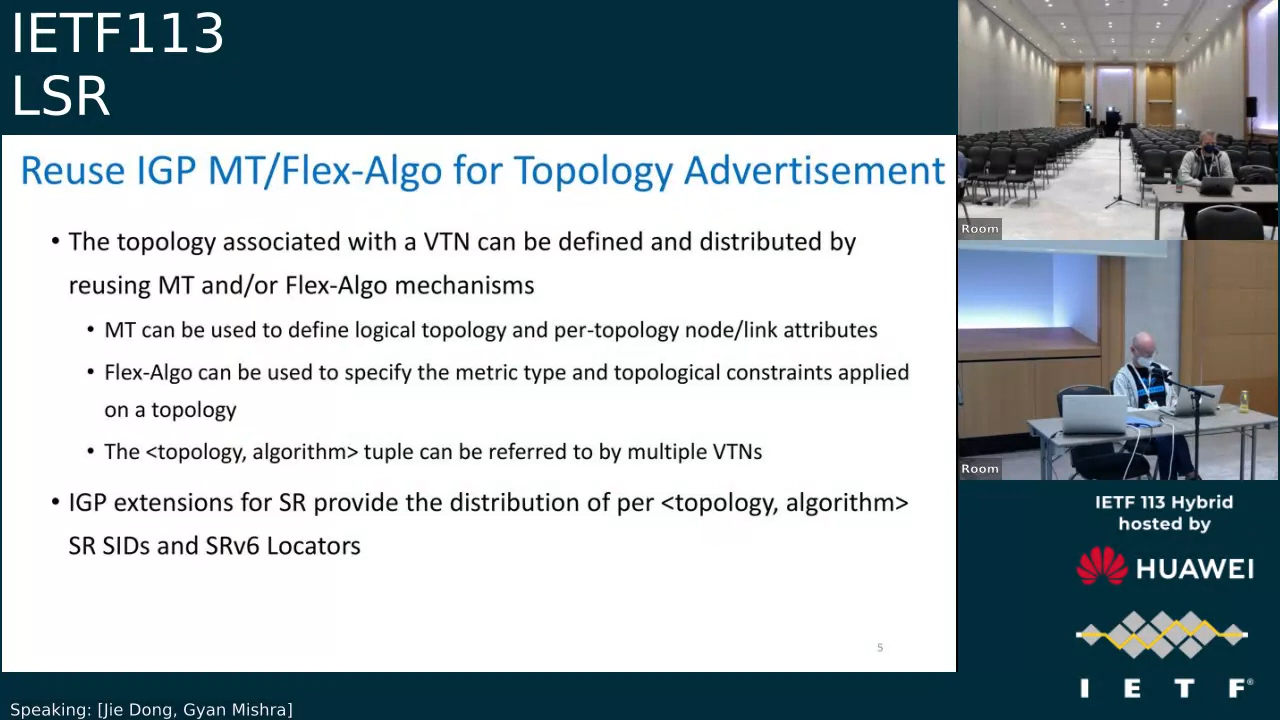 IETF113
LSR
Reuse IGP MT/Flex-Algo for Topology Advertisement
• The topology associated with a VTN can be defined and distributed by
reusing MT and/or Flex-Algo mechanisms
• MT can be used to define logical topology and per-topology node/link attributes
• Flex-Algo can be used to specify the metric type and topological constraints applied
on a topology
• The <topology, algorithm> tuple can be referred to by multiple VTNs
• IGP extensions for SR provide the distribution of per <topology, algorithm>
SR SIDs and SRv6 Locators
5
Room
Room
IETF 113 Hybrid
hosted by
HUAWEI
I E T F®
Speaking: [Jie Dong, Gyan Mishra]